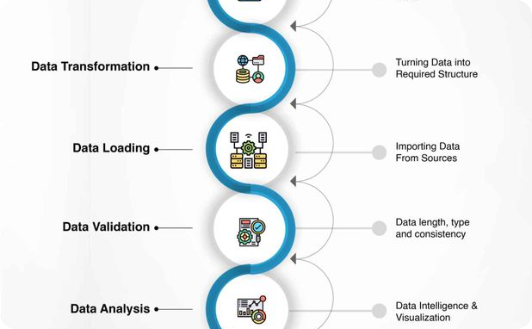 Data Transformation
Turning Data into
Required Structure
Data Loading
Importing Data
From Sources
Data Validation
Data length, type
and consistency
Data Analysis
Data Intelligence &
Visualization